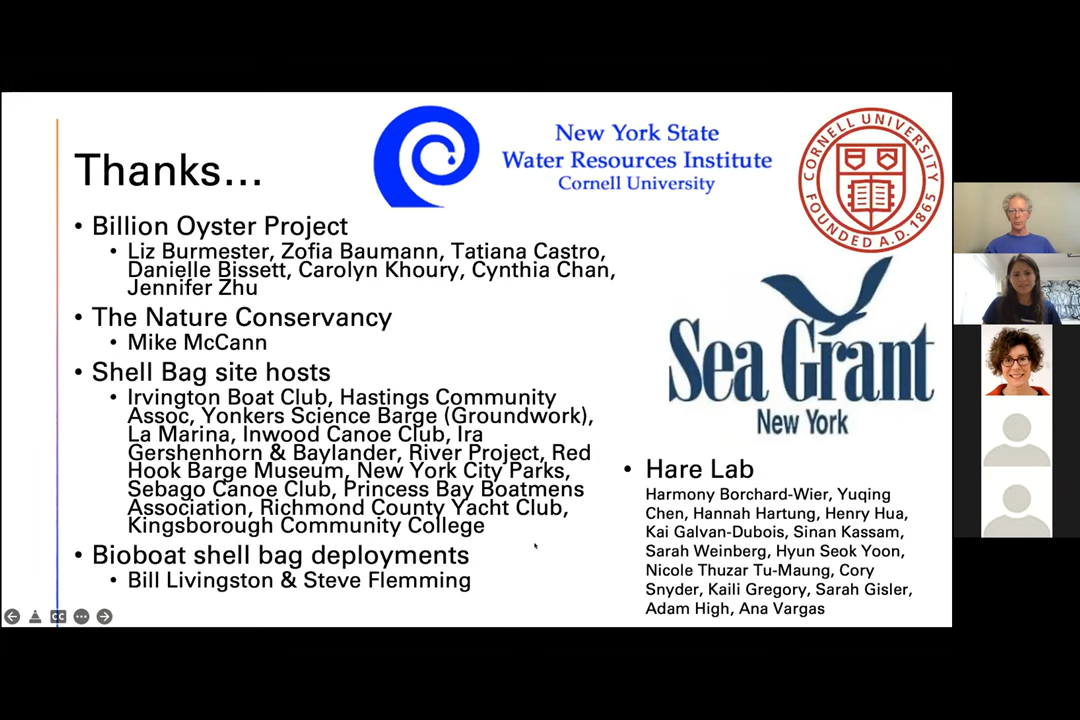 Thanks...
New York State
Water Resources Institute
Cornell University
CORNELL UNIVERSITY
FOUNDED A.D. 1865
• Billion Oyster Project
• Liz Burmester, Zofia Baumann, Tatiana Castro,
Danielle Bissett, Carolyn Khoury, Cynthia Chan,
Jennifer Zhu
• The Nature Conservancy
• Mike McCann
• Shell Bag site hosts
• Irvington Boat Club, Hastings Community
Assoc, Yonkers Science Barge (Groundwork),
La Marina, Inwood Canoe Club, Ira
Gershenhorn & Baylander, River Project, Red
Hook Barge Museum, New York City Parks,
Sebago Canoe Club, Princess Bay Boatmens
Association, Richmond County Yacht Club,
Kingsborough Community College
• Bioboat shell bag deployments
• Bill Livingston & Steve Flemming
Sea Grant
New York
• Hare Lab
Harmony Borchard-Wier, Yuqing
Chen, Hannah Hartung, Henry Hua,
Kai Galvan-Dubois, Sinan Kassam,
Sarah Weinberg, Hyun Seok Yoon,
Nicole Thuzar Tu-Maung, Cory
Snyder, Kaili Gregory, Sarah Gisler,
Adam High, Ana Vargas
CC